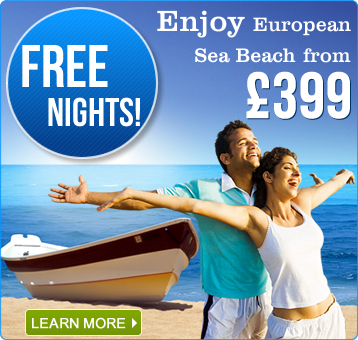 FREE
NIGHTS!
Enjoy European
Sea Beach from
£399
LEARN MORE